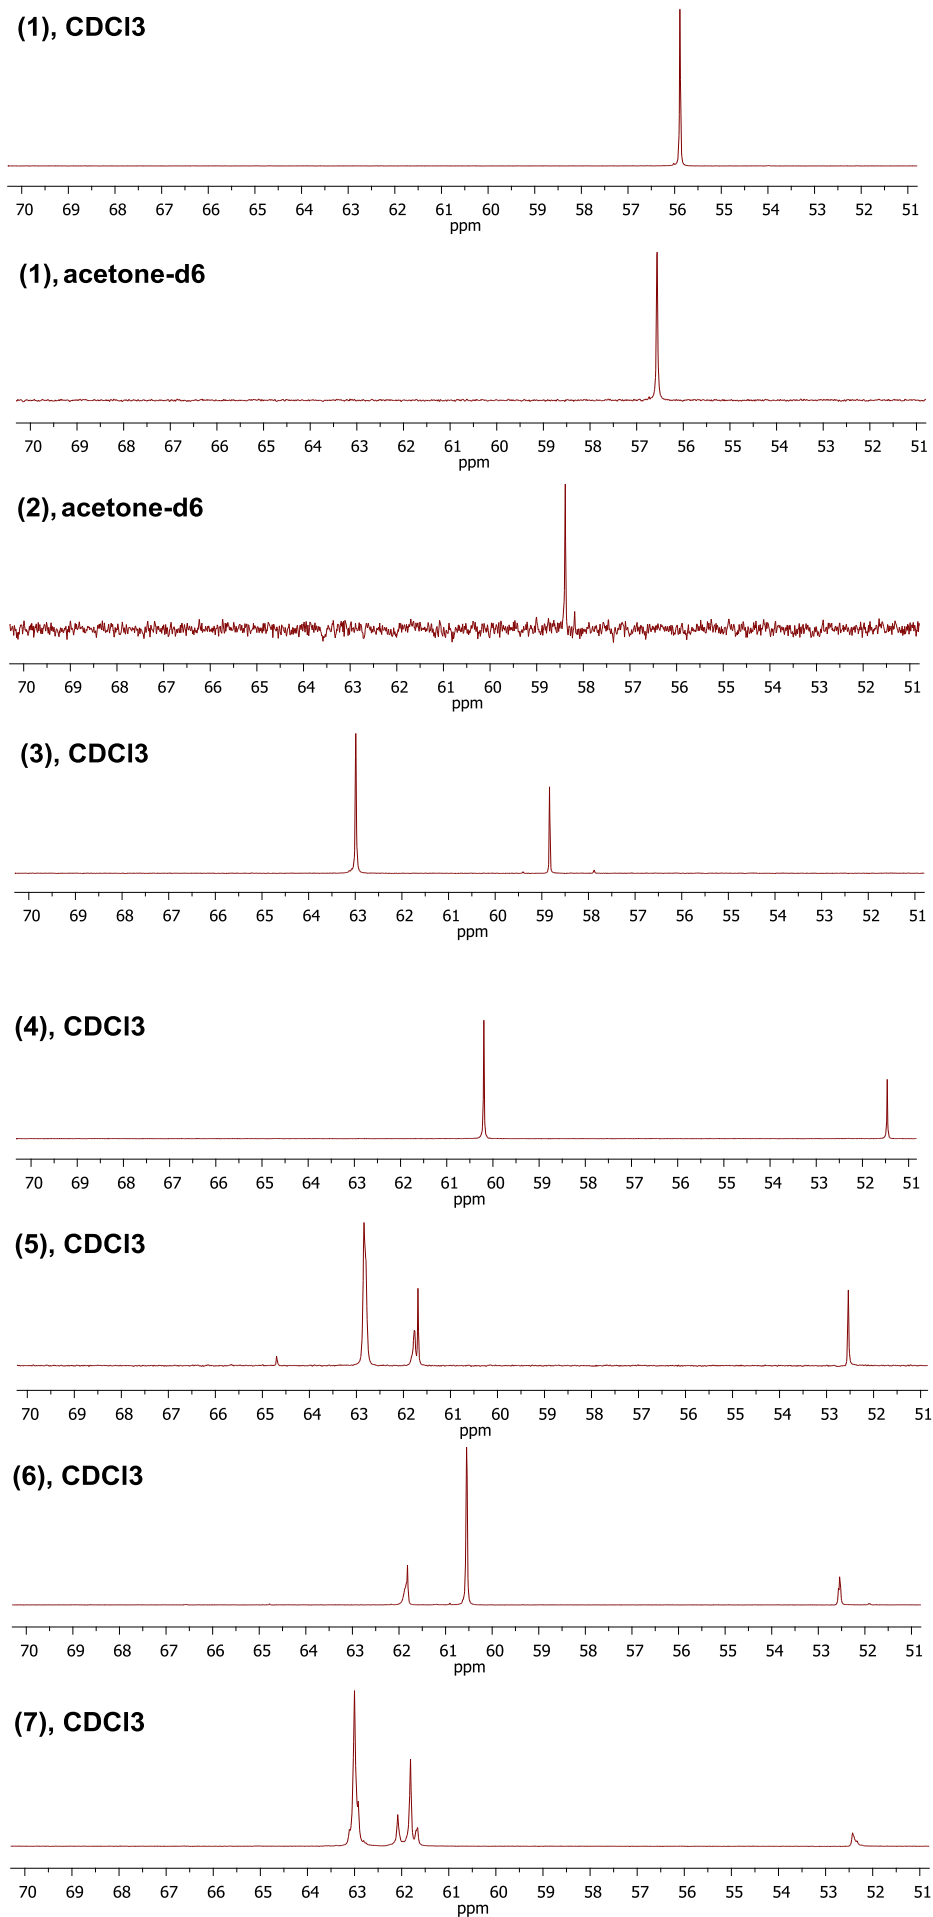 (1), CDCl3
70 69 68 67 66 65 64 63 62 61 60 59 58 57 56 55 54 53 52 51
ppm
(1), acetone-d6
70 69 68 67 66 65 64 63 62 61 60 59 58 57 56 55 54 53 52 51
ppm
(2), acetone-d6
70 69 68 67 66 65 64 63 62 61 60 59 58 57 56 55 54 53 52 51
ppm
(3), CDCl3
70 69 68 67 66 65 64 63 62 61 60 59 58 57 56 55 54 53 52 51
ppm
(4), CDCl3
70 69 68 67 66 65 64 63 62 61 60 59 58 57 56 55 54 53 52 51
ppm
(5), CDCl3
70 69 68 67 66 65 64 63 62 61 60 59 58 57 56 55 54 53 52 51
ppm
(6), CDCl3
70 69 68 67 66 65 64 63 62 61 60 59 58 57 56 55 54 53 52 51
ppm
(7), CDCl3
70 69 68 67 66 65 64 63 62 61 60 59 58 57 56 55 54 53 52 51
ppm